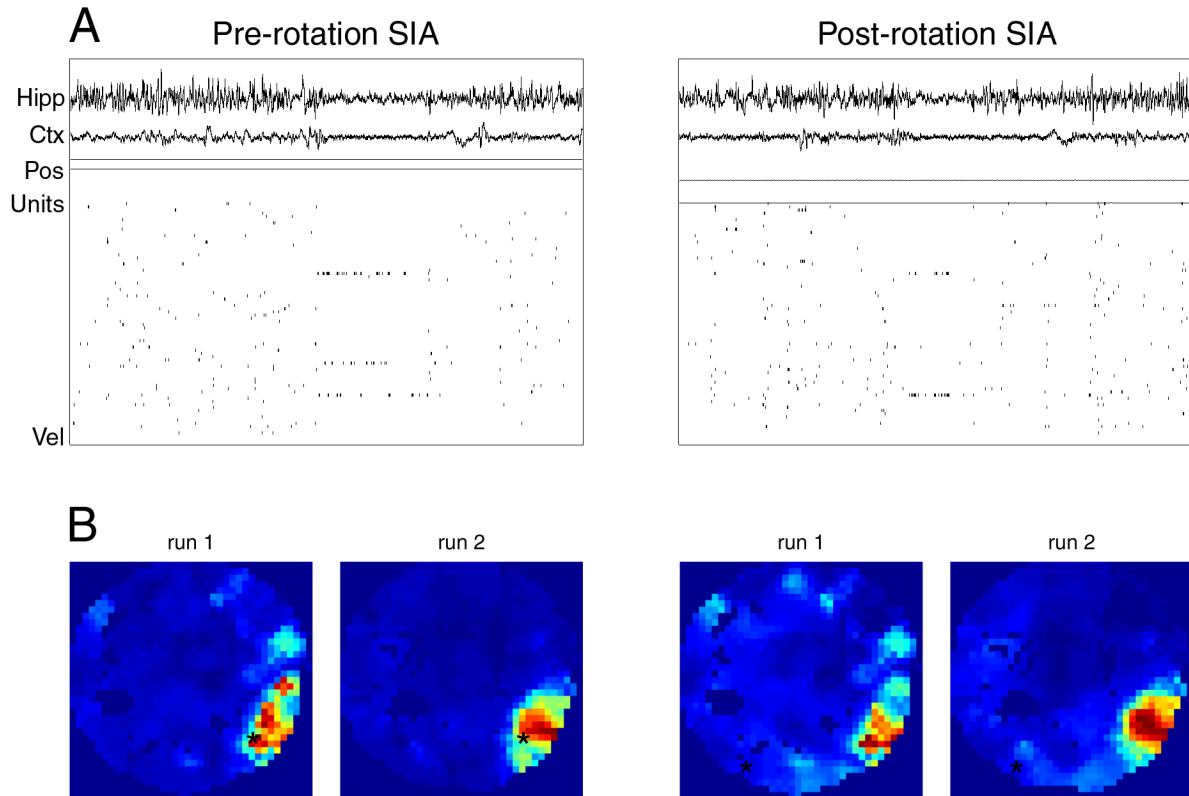 A
Pre-rotation SIA
Post-rotation SIA
Hipp
Ctx
Pos
Units
Vel
B
run 1
run 2
run 1
run 2
*
*
*
*